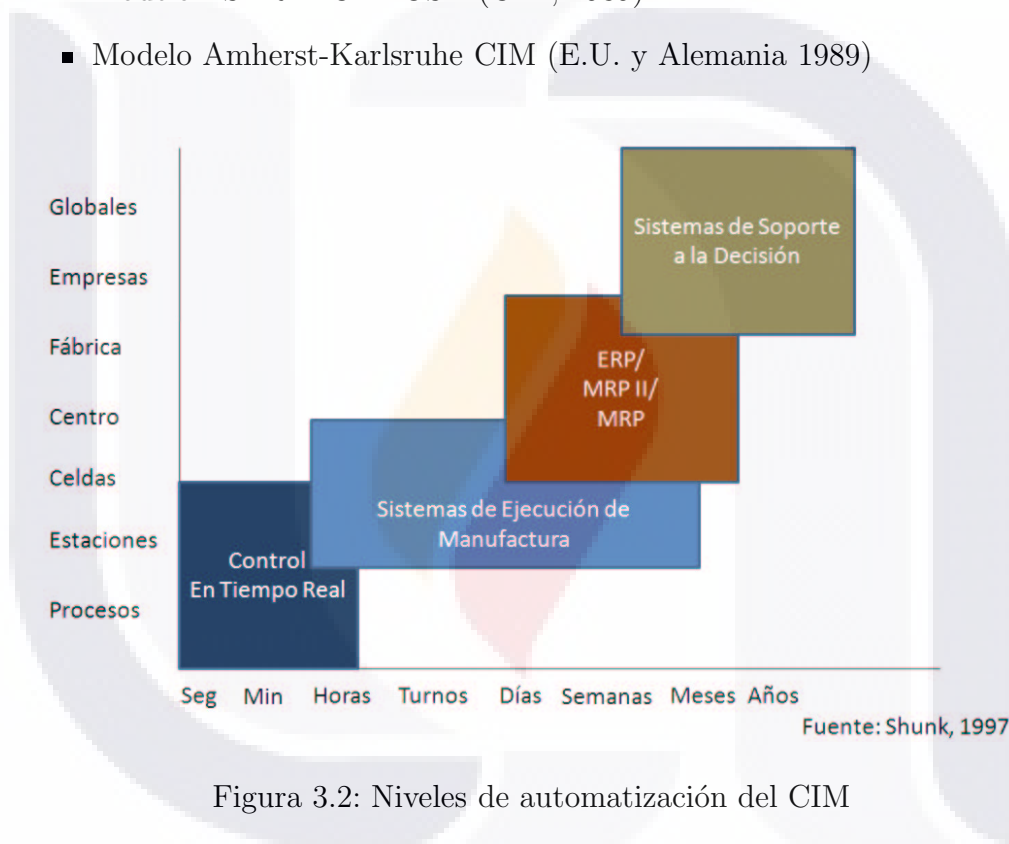 ▪ Modelo Amherst-Karlsruhe CIM (E.U. y Alemania 1989)
Globales
Empresas
Fábrica
Centro
Celdas
Estaciones
Procesos
Sistemas de Soporte
a la Decisión
ERP/
MRP II/
MRP
Sistemas de Ejecución de
Manufactura
Control
En Tiempo Real
Seg Min Horas Turnos Días Semanas Meses Años
Fuente: Shunk, 1997
Figura 3.2: Niveles de automatización del CIM